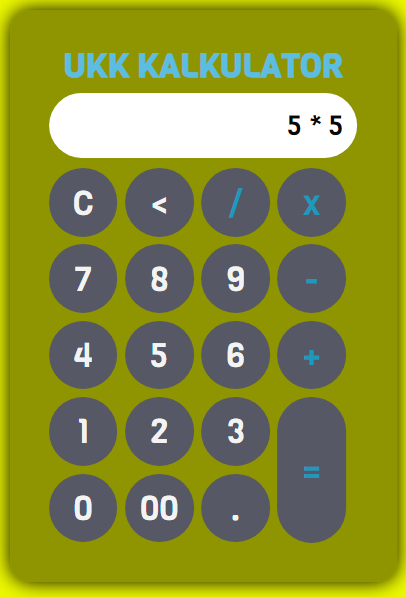 UKK KALKULATOR
5 * 5
C < / x
7 8 9 -
4 5 6 +
1 2 3 =
0 00 .